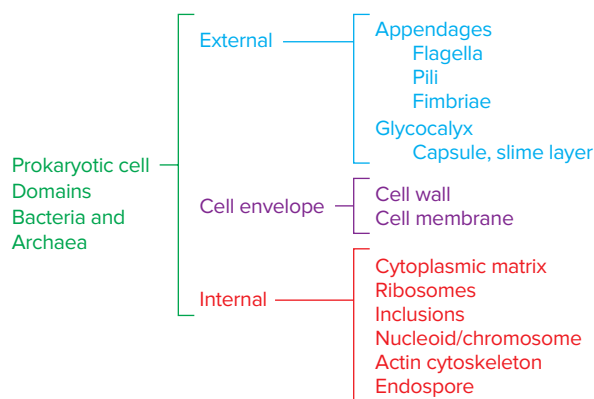 Prokaryotic cell
Domains
Bacteria and
Archaea
External
Appendages
Flagella
Pili
Fimbriae
Glycocalyx
Capsule, slime layer
Cell envelope
Cell wall
Cell membrane
Internal
Cytoplasmic matrix
Ribosomes
Inclusions
Nucleoid/chromosome
Actin cytoskeleton
Endospore